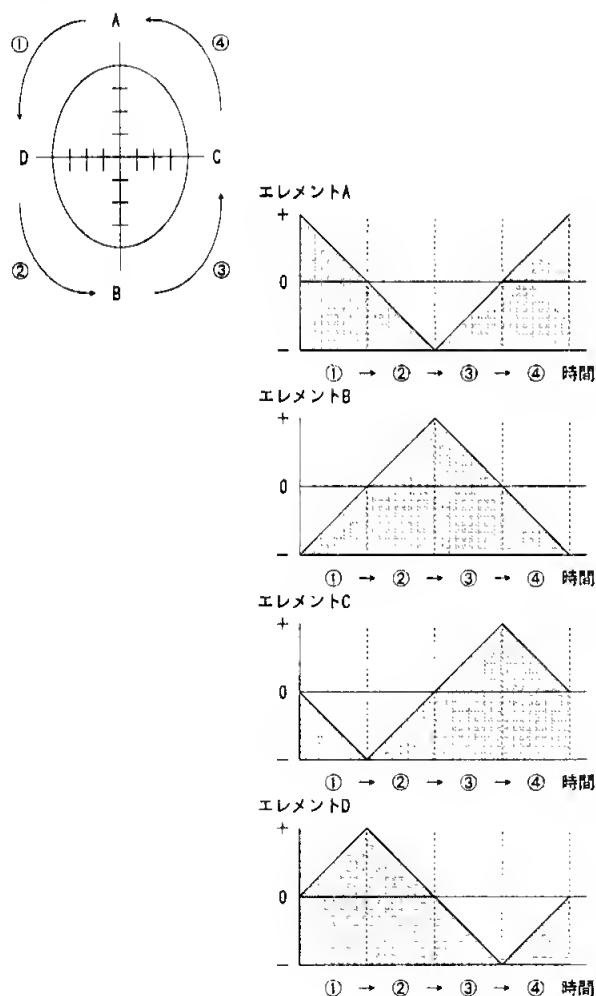 A
① ④
D C
② ③
B
エレメントA
+
0
−
① → ② → ③ → ④ 時間
エレメントB
+
0
−
① → ② → ③ → ④ 時間
エレメントC
+
0
−
① → ② → ③ → ④ 時間
エレメントD
+
0
−
① → ② → ③ → ④ 時間